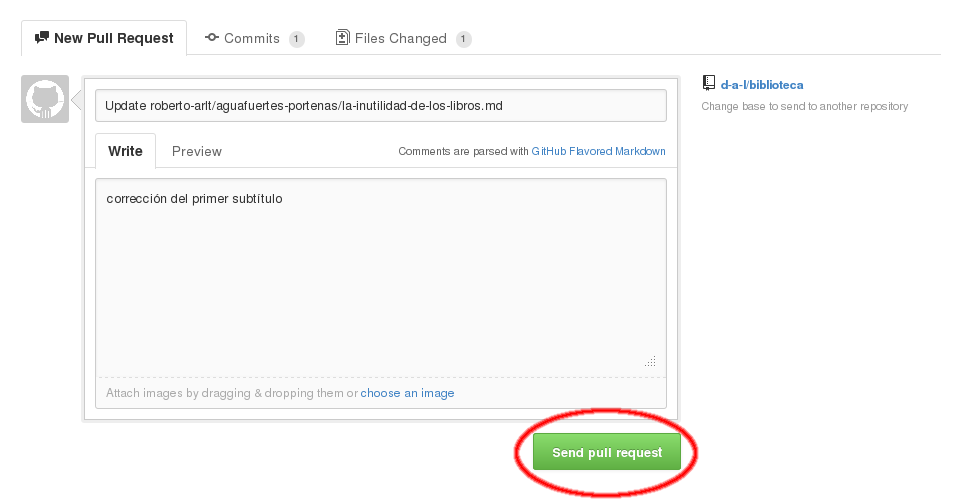 New Pull Request Commits 1 Files Changed 1
d-a-l/biblioteca
Change base to send to another repository
Update roberto-arlt/aguafuertes-portenas/la-inutilidad-de-los-libros.md
Write Preview Comments are parsed with GitHub Flavored Markdown
corrección del primer subtítulo
Attach images by dragging & dropping them or choose an image
Send pull request